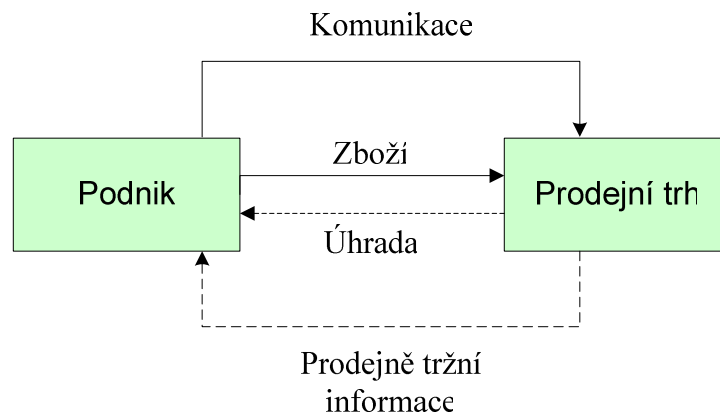 Komunikace
Zboží
Podnik
Prodejní trh
Úhrada
Prodejně tržní
informace